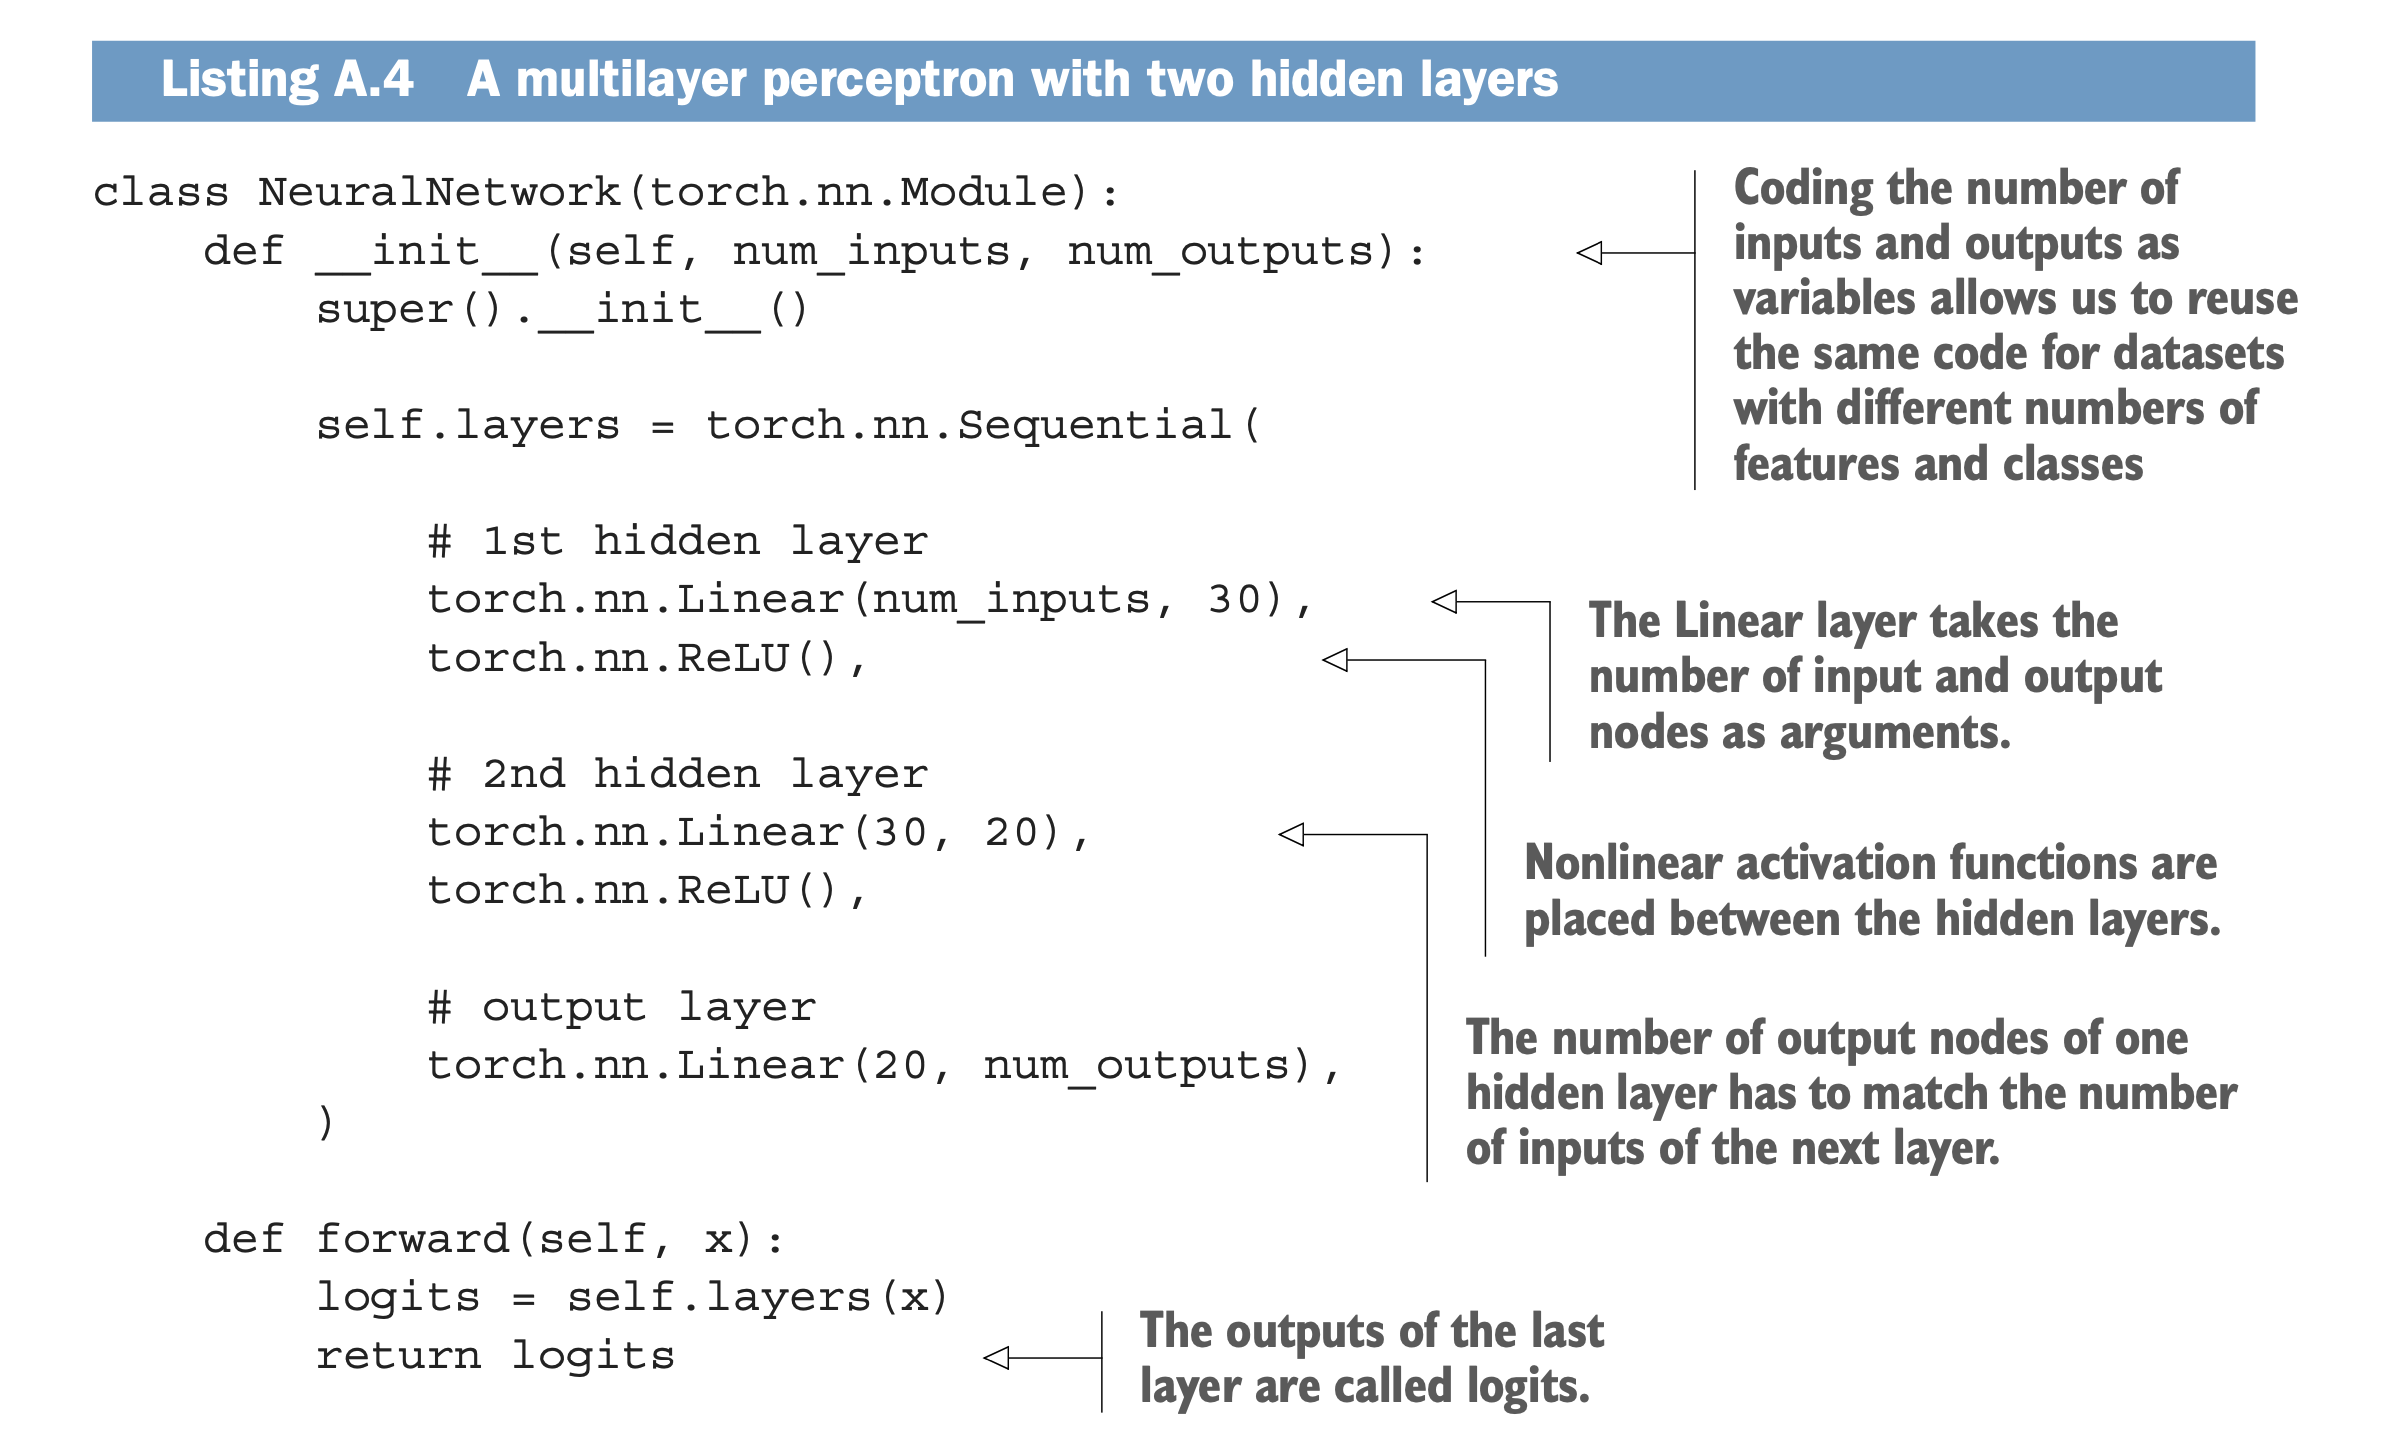 Listing A.4 A multilayer perceptron with two hidden layers
class NeuralNetwork(torch.nn.Module):
    def __init__(self, num_inputs, num_outputs):
        super().__init__()
        self.layers = torch.nn.Sequential(
            # 1st hidden layer
            torch.nn.Linear(num_inputs, 30),
            torch.nn.ReLU(),
            # 2nd hidden layer
            torch.nn.Linear(30, 20),
            torch.nn.ReLU(),
            # output layer
            torch.nn.Linear(20, num_outputs),
        )
    def forward(self, x):
        logits = self.layers(x)
        return logits
Coding the number of
inputs and outputs as
variables allows us to reuse
the same code for datasets
with different numbers of
features and classes
The Linear layer takes the
number of input and output
nodes as arguments.
Nonlinear activation functions are
placed between the hidden layers.
The number of output nodes of one
hidden layer has to match the number
of inputs of the next layer.
The outputs of the last
layer are called logits.